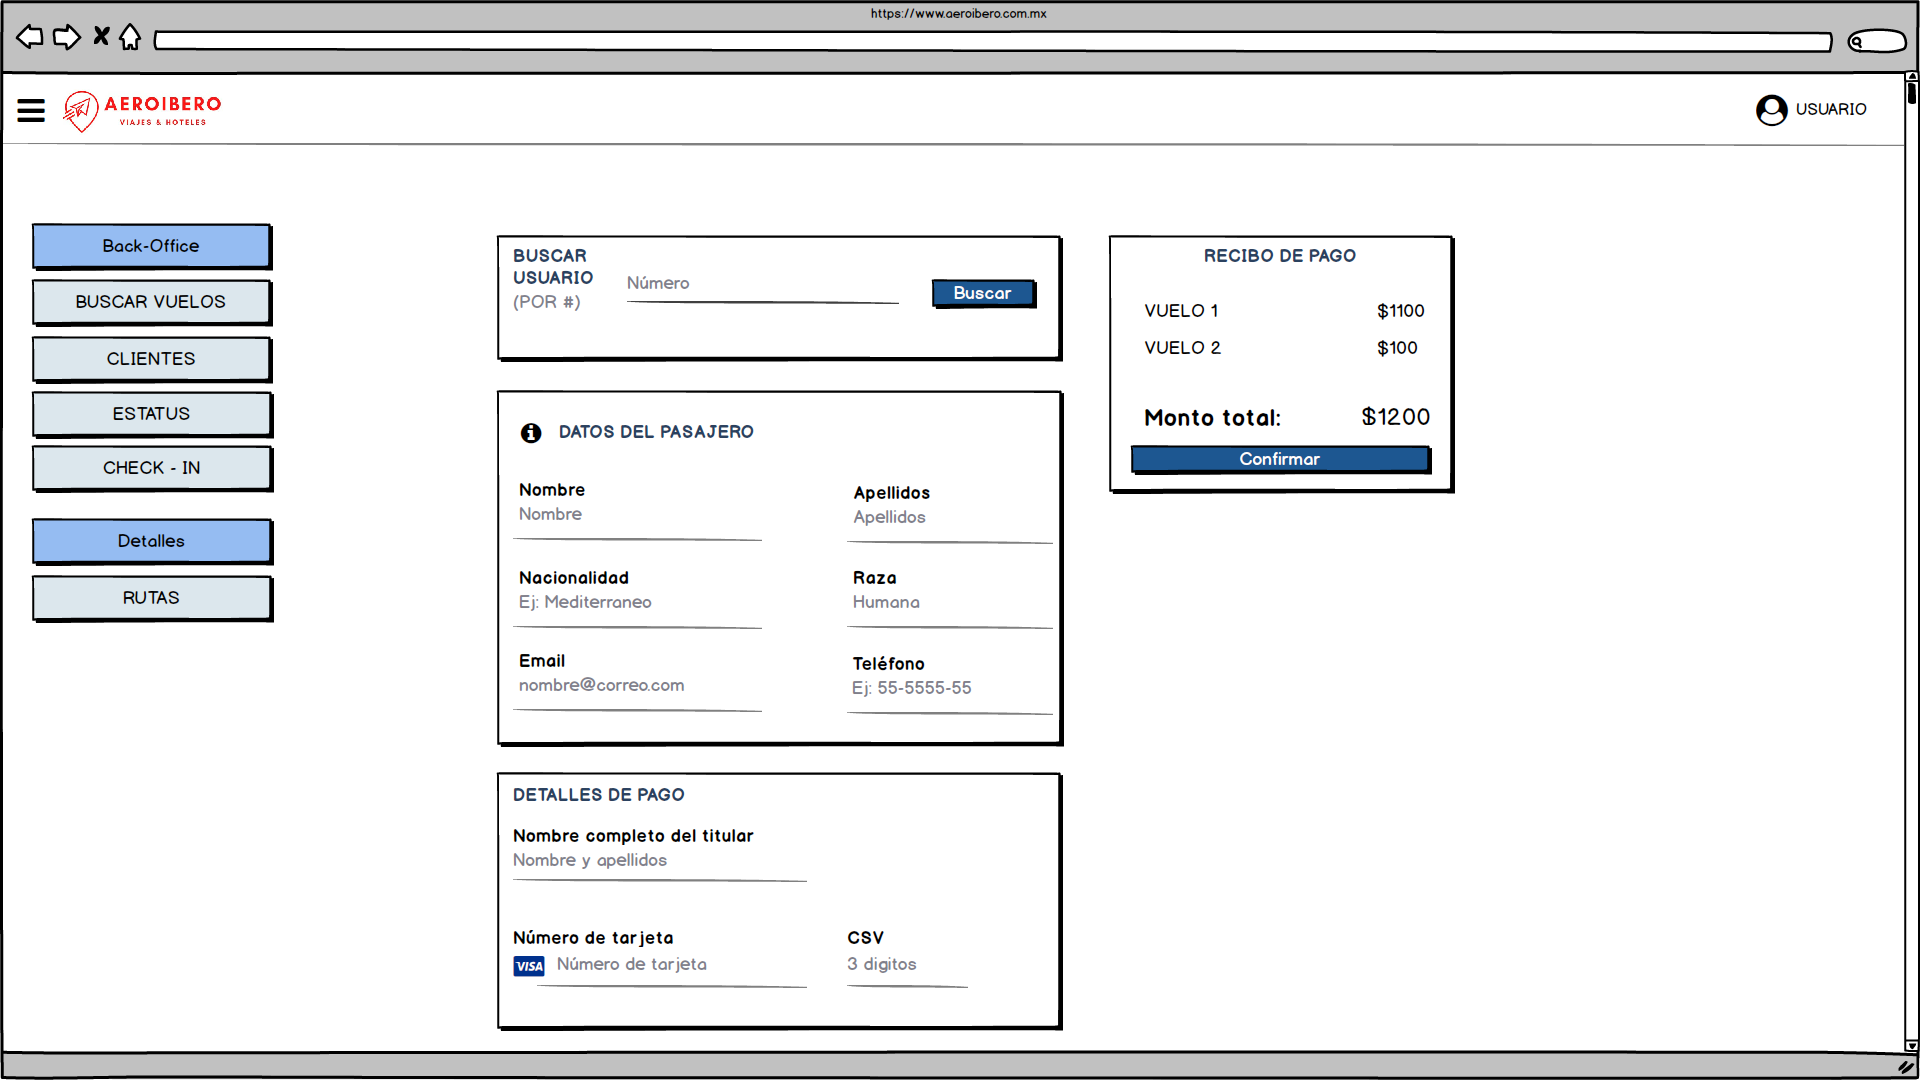 https://www.aeroibero.com.mx
AEROIBERO
VIAJES & HOTELES
USUARIO
Back-Office
BUSCAR VUELOS
CLIENTES
ESTATUS
CHECK - IN
Detalles
RUTAS
BUSCAR
USUARIO
(POR #)
Número
Buscar
DATOS DEL PASAJERO
Nombre
Nombre
Apellidos
Apellidos
Nacionalidad
Ej: Mediterraneo
Raza
Humana
Email
nombre@correo.com
Teléfono
Ej: 55-5555-55
DETALLES DE PAGO
Nombre completo del titular
Nombre y apellidos
Número de tarjeta
VISA Número de tarjeta
CSV
3 digitos
RECIBO DE PAGO
VUELO 1 $1100
VUELO 2 $100
Monto total: $1200
Confirmar